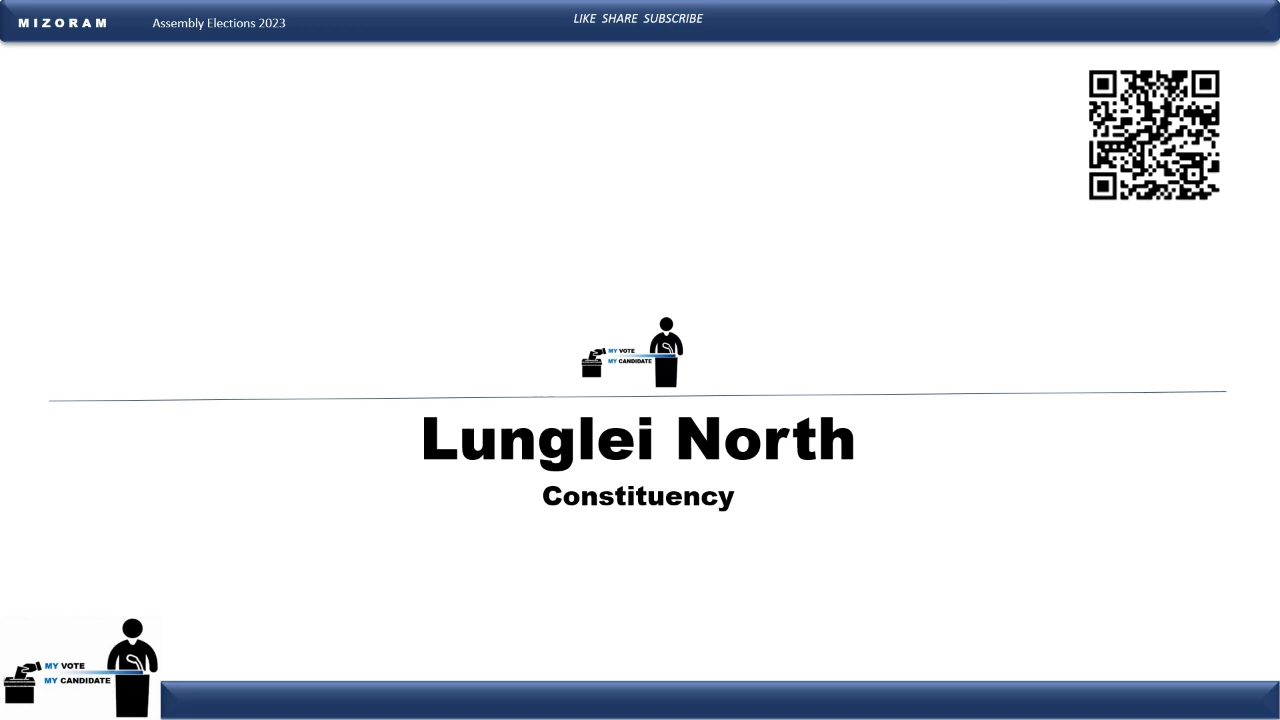 MIZORAM Assembly Elections 2023 LIKE SHARE SUBSCRIBE
MY VOTE
MY CANDIDATE
Lunglei North
Constituency
MY VOTE
MY CANDIDATE